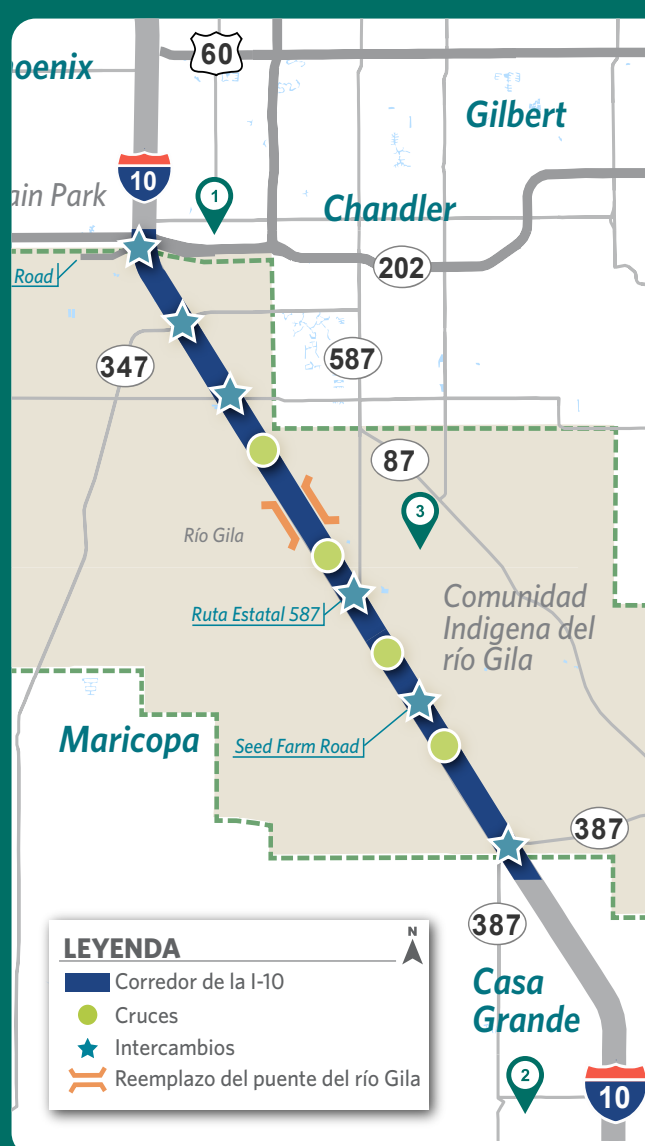 oenix
60
Gilbert
10
1
ain Park
Chandler
202
Road
347
587
87
3
Río Gila
Comunidad
Indigena del
río Gila
Ruta Estatal 587
Maricopa
Seed Farm Road
387
387
LEYENDA
N
Corredor de la I-10
Cruces
Intercambios
Reemplazo del puente del río Gila
Casa
Grande
2
10